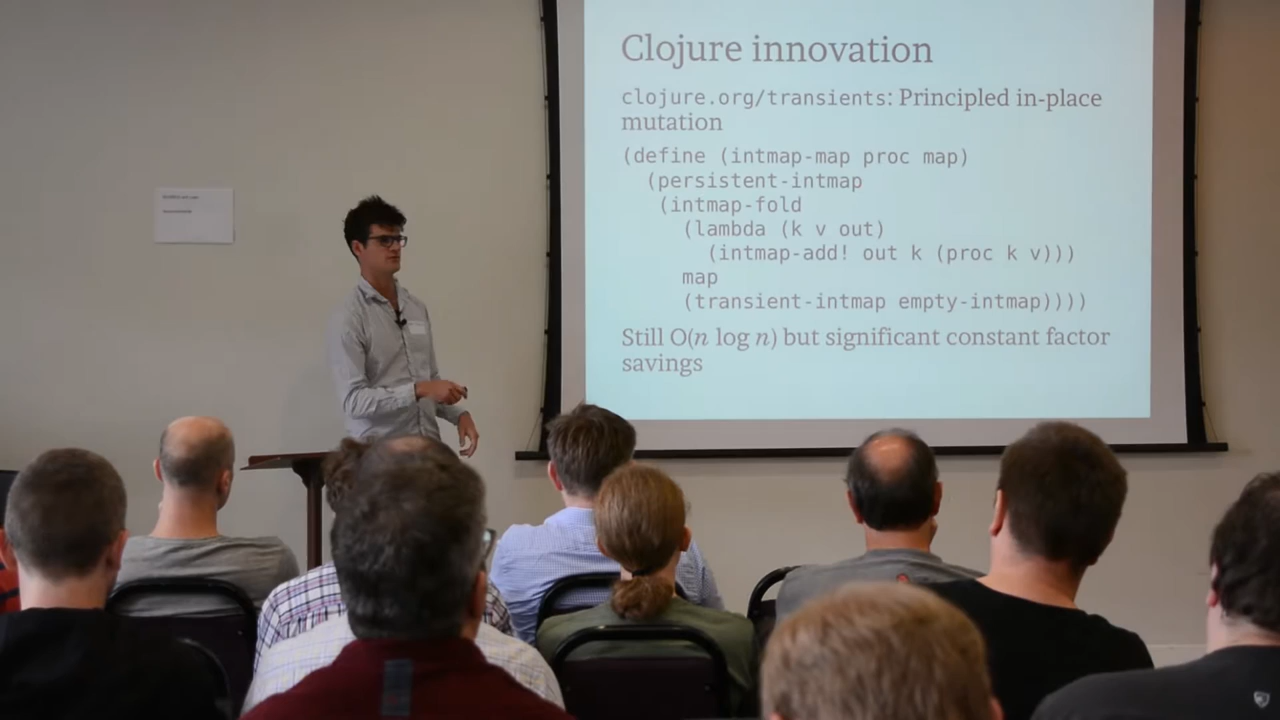 Clojure innovation
clojure.org/transients: Principled in-place
mutation
(define (intmap-map proc map)
(persistent-intmap
(intmap-fold
(lambda (k v out)
(intmap-add! out k (proc k v)))
map
(transient-intmap empty-intmap))))
Still O(n log n) but significant constant factor
savings